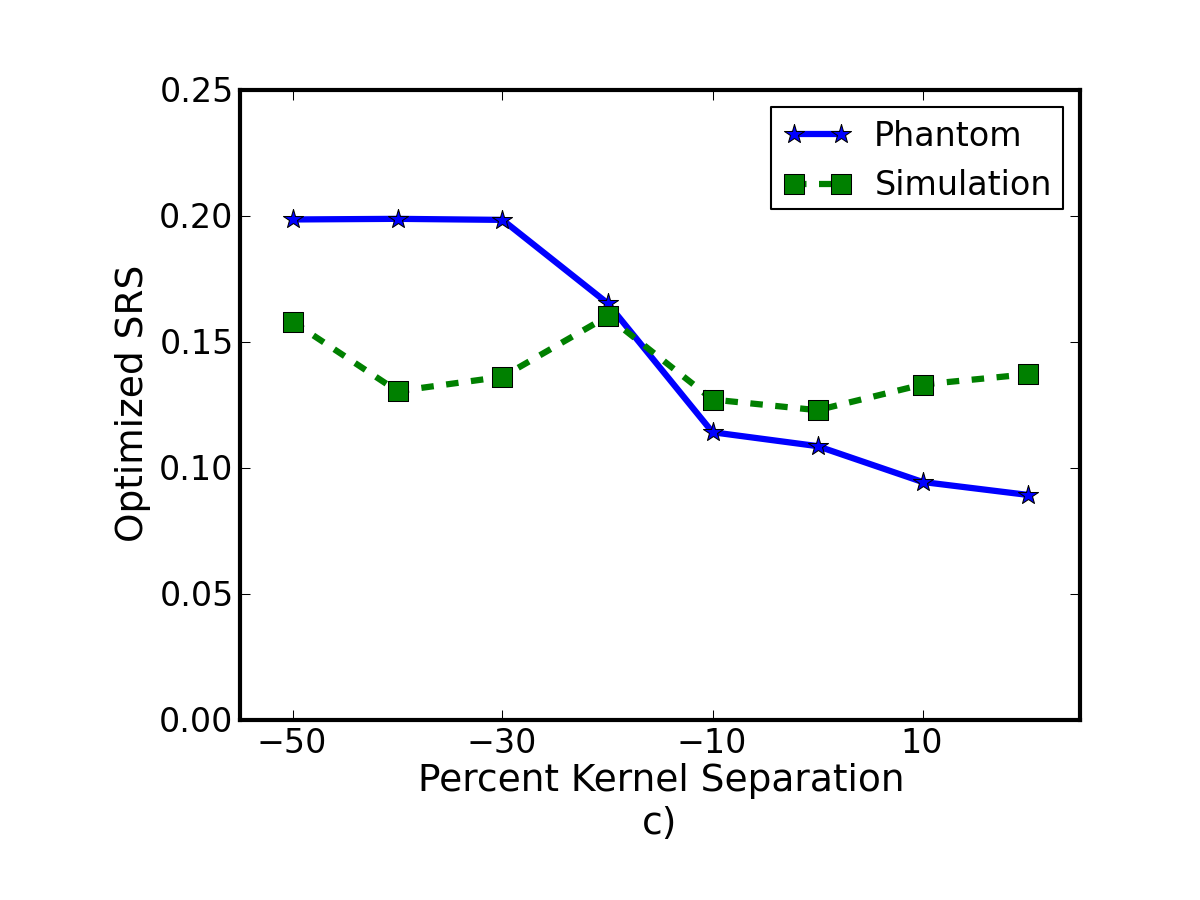 0.25
0.20
0.15
0.10
0.05
0.00
Optimized SRS
Phantom
Simulation
−50 −30 −10 10
Percent Kernel Separation
c)